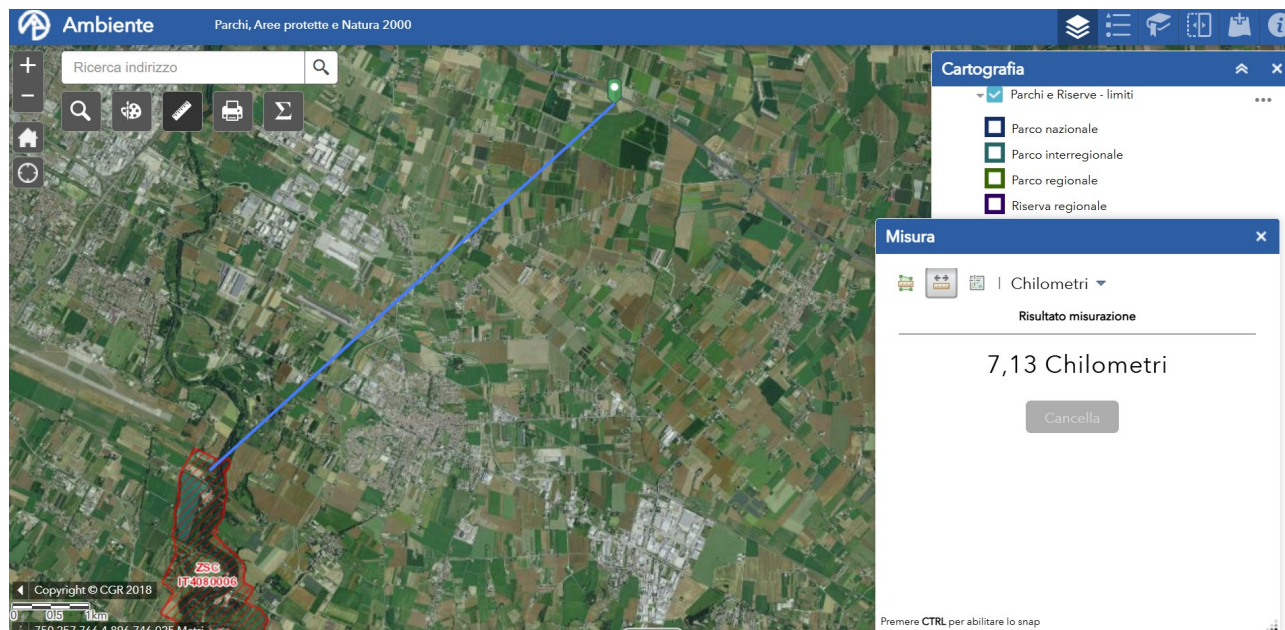 Ambiente
Parchi, Aree protette e Natura 2000
Ricerca indirizzo
Cartografia
Parchi e Riserve - limiti
Parco nazionale
Parco interregionale
Parco regionale
Riserva regionale
Misura
Chilometri
Risultato misurazione
7,13 Chilometri
Cancella
ZSC
IT4080006
Copyright © CGR 2018
0 0.5 1km
Premere CTRL per abilitare lo snap